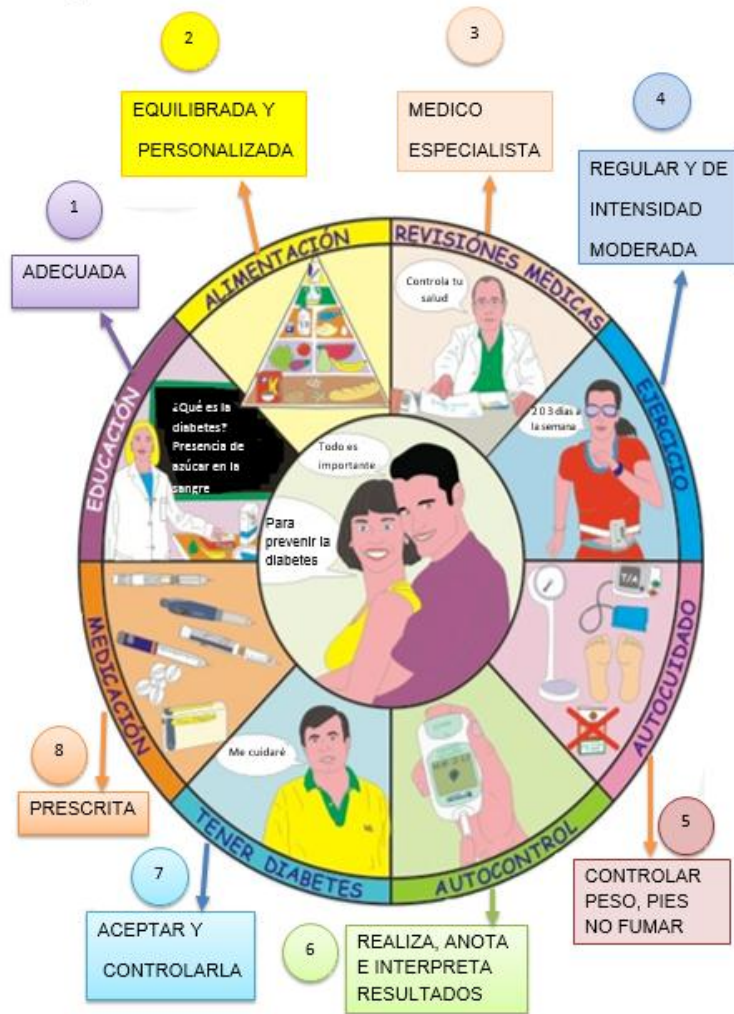 1
ADECUADA
2
EQUILIBRADA Y
PERSONALIZADA
3
MEDICO
ESPECIALISTA
4
REGULAR Y DE
INTENSIDAD
MODERADA
EDUCACIÓN
¿Qué es la
diabetes?
Presencia de
azúcar en la
sangre
ALIMENTACIÓN
REVISIÓNES MÉDICAS
Controla tu
salud
EJERCICIO
2 0 3 días a
la semana
Todo es
importante
Para
prevenir la
diabetes
AUTOCUIDADO
T/A
AUTOCONTROL
TENER DIABETES
Me cuidaré
MEDICACIÓN
5
CONTROLAR
PESO, PIES
NO FUMAR
6
REALIZA, ANOTA
E INTERPRETA
RESULTADOS
7
ACEPTAR Y
CONTROLARLA
8
PRESCRITA